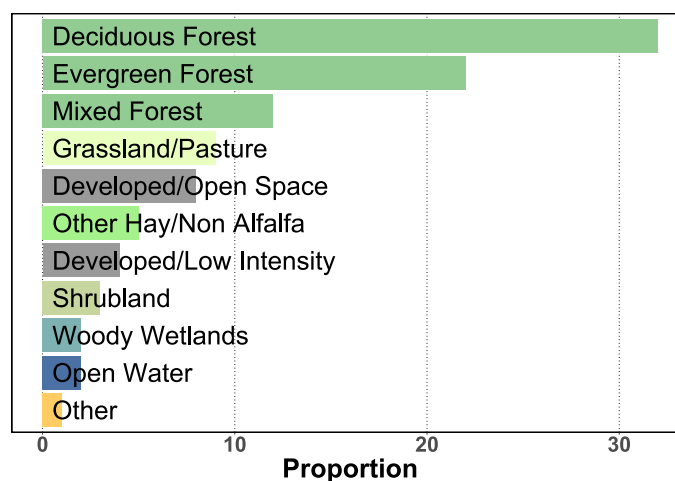 Deciduous Forest
Evergreen Forest
Mixed Forest
Grassland/Pasture
Developed/Open Space
Other Hay/Non Alfalfa
Developed/Low Intensity
Shrubland
Woody Wetlands
Open Water
Other
0 10 20 30
Proportion